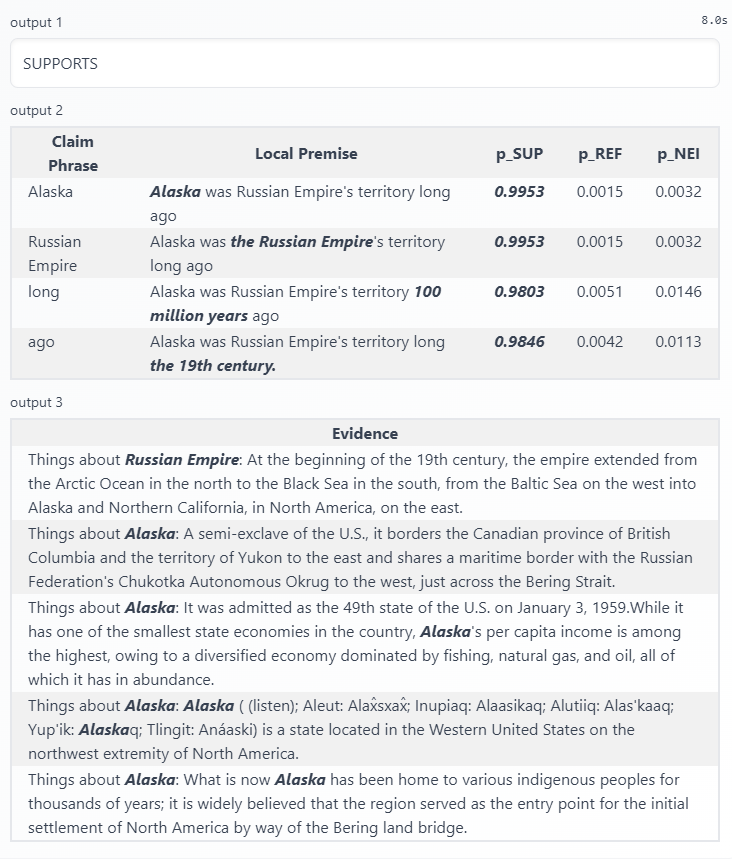 output 1
8.0s
SUPPORTS
output 2
Claim Phrase Local Premise p_SUP p_REF p_NEI
Alaska Alaska was Russian Empire's territory long ago 0.9953 0.0015 0.0032
Russian Empire Alaska was the Russian Empire's territory long ago 0.9953 0.0015 0.0032
long Alaska was Russian Empire's territory 100 million years ago 0.9803 0.0051 0.0146
ago Alaska was Russian Empire's territory long the 19th century. 0.9846 0.0042 0.0113
output 3
Evidence
Things about Russian Empire: At the beginning of the 19th century, the empire extended from
the Arctic Ocean in the north to the Black Sea in the south, from the Baltic Sea on the west into
Alaska and Northern California, in North America, on the east.
Things about Alaska: A semi-exclave of the U.S., it borders the Canadian province of British
Columbia and the territory of Yukon to the east and shares a maritime border with the Russian
Federation's Chukotka Autonomous Okrug to the west, just across the Bering Strait.
Things about Alaska: It was admitted as the 49th state of the U.S. on January 3, 1959.While it
has one of the smallest state economies in the country, Alaska's per capita income is among
the highest, owing to a diversified economy dominated by fishing, natural gas, and oil, all of
which it has in abundance.
Things about Alaska: Alaska ( (listen); Aleut: Alax̂sxax̂; Inupiaq: Alaasikaq; Alutiiq: Alas'kaaq;
Yup'ik: Alaskaq; Tlingit: Anáaski) is a state located in the Western United States on the
northwest extremity of North America.
Things about Alaska: What is now Alaska has been home to various indigenous peoples for
thousands of years; it is widely believed that the region served as the entry point for the initial
settlement of North America by way of the Bering land bridge.